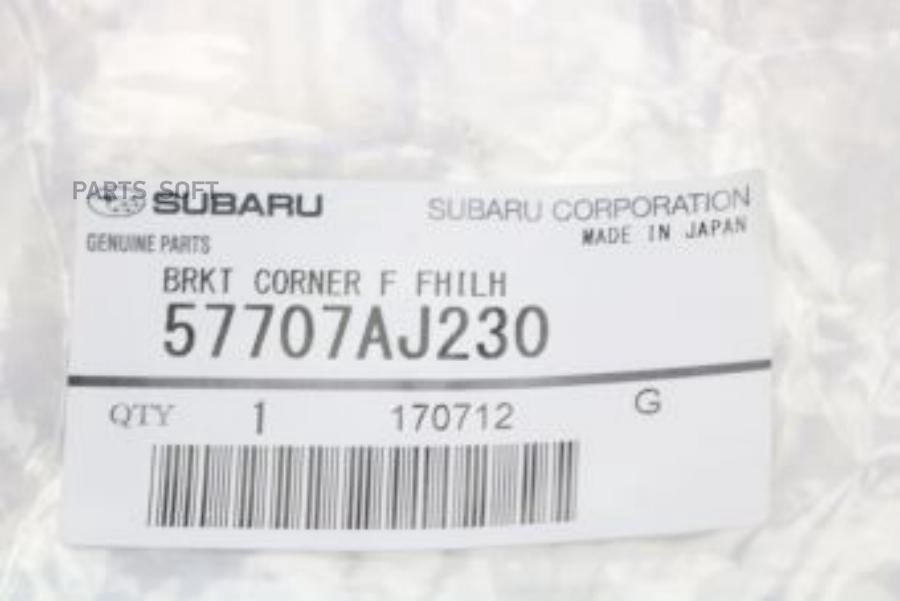 PARTS SOFT
SUBARU
SUBARU CORPORATION
GENUINE PARTS
MADE IN JAPAN
BRKT CORNER F FHILH
57707AJ230
QTY 1 170712 G